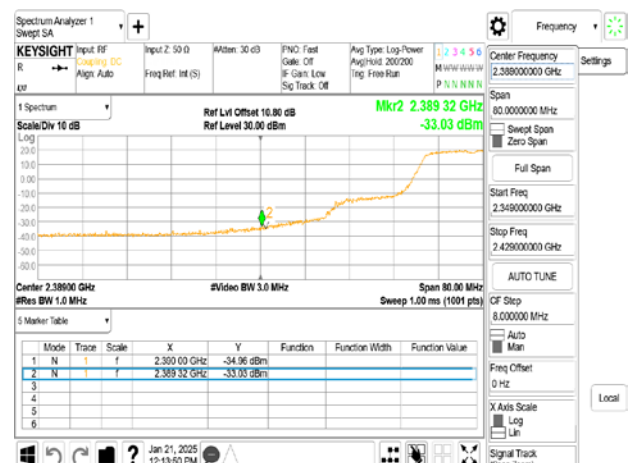 Spectrum Analyzer 1
Swept SA
Frequency
KEYSIGHT
R
Input: RF
Coupling: DC
Align: Auto
Input Z: 50 Ω
Freq Ref: Int (S)
#Atten: 30 dB
PNO: Fast
Gate: Off
IF Gain: Low
Sig Track: Off
Avg Type: Log-Power
Avg|Hold: 200/200
Trig: Free Run
1 2 3 4 5 6
M W W W W W
P N N N N N
Center Frequency
2.389000000 GHz
Settings
Span
80.0000000 MHz
Swept Span
Zero Span
Full Span
Start Freq
2.349000000 GHz
Stop Freq
2.429000000 GHz
AUTO TUNE
CF Step
8.000000 MHz
Auto
Man
Freq Offset
0 Hz
X Axis Scale
Log
Lin
Signal Track
Local
1 Spectrum
Scale/Div 10 dB
Ref Lvl Offset 10.80 dB
Ref Level 30.00 dBm
Mkr2 2.389 32 GHz
-33.03 dBm
Log
20.0
10.0
0.00
-10.0
-20.0
-30.0
-40.0
-50.0
-60.0
2
Center 2.38900 GHz
#Video BW 3.0 MHz
Span 80.00 MHz
#Res BW 1.0 MHz
Sweep 1.00 ms (1001 pts)
5 Marker Table
Mode Trace Scale X Y Function Function Width Function Value
1 N 1 f 2.390 00 GHz -34.96 dBm
2 N 1 f 2.389 32 GHz -33.03 dBm
3
4
5
6
?
Jan 21, 2025
12:13:50 PM